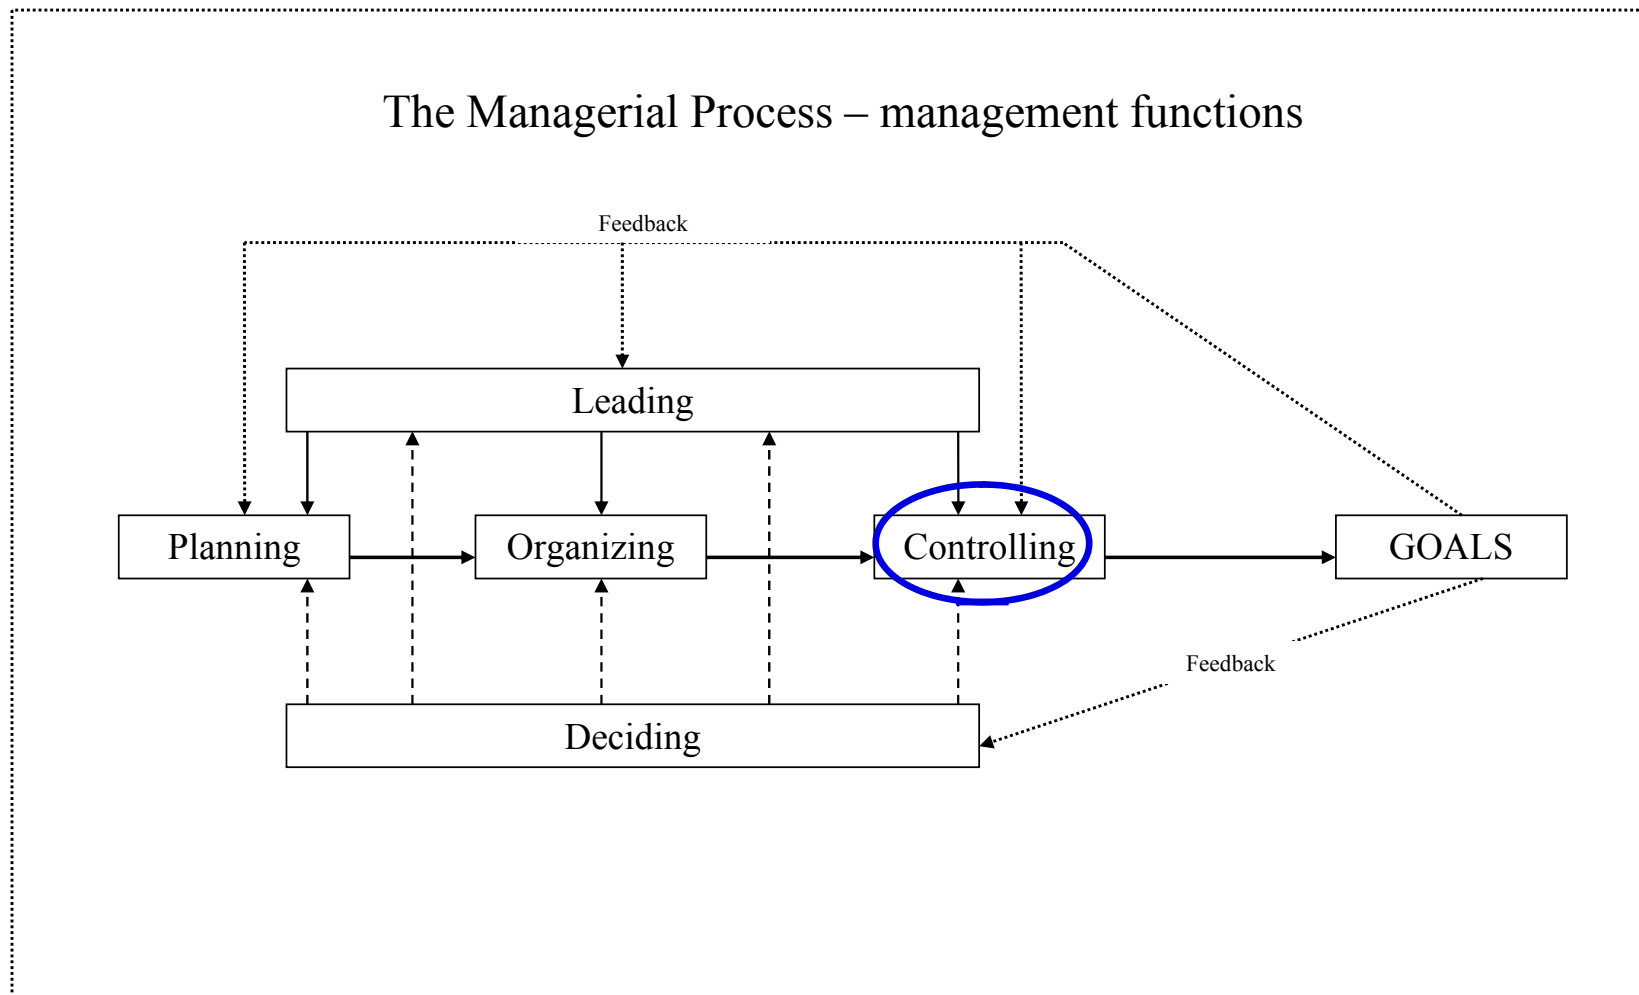 The Managerial Process – management functions
Feedback
Leading
Planning
Organizing
Controlling
GOALS
Feedback
Deciding